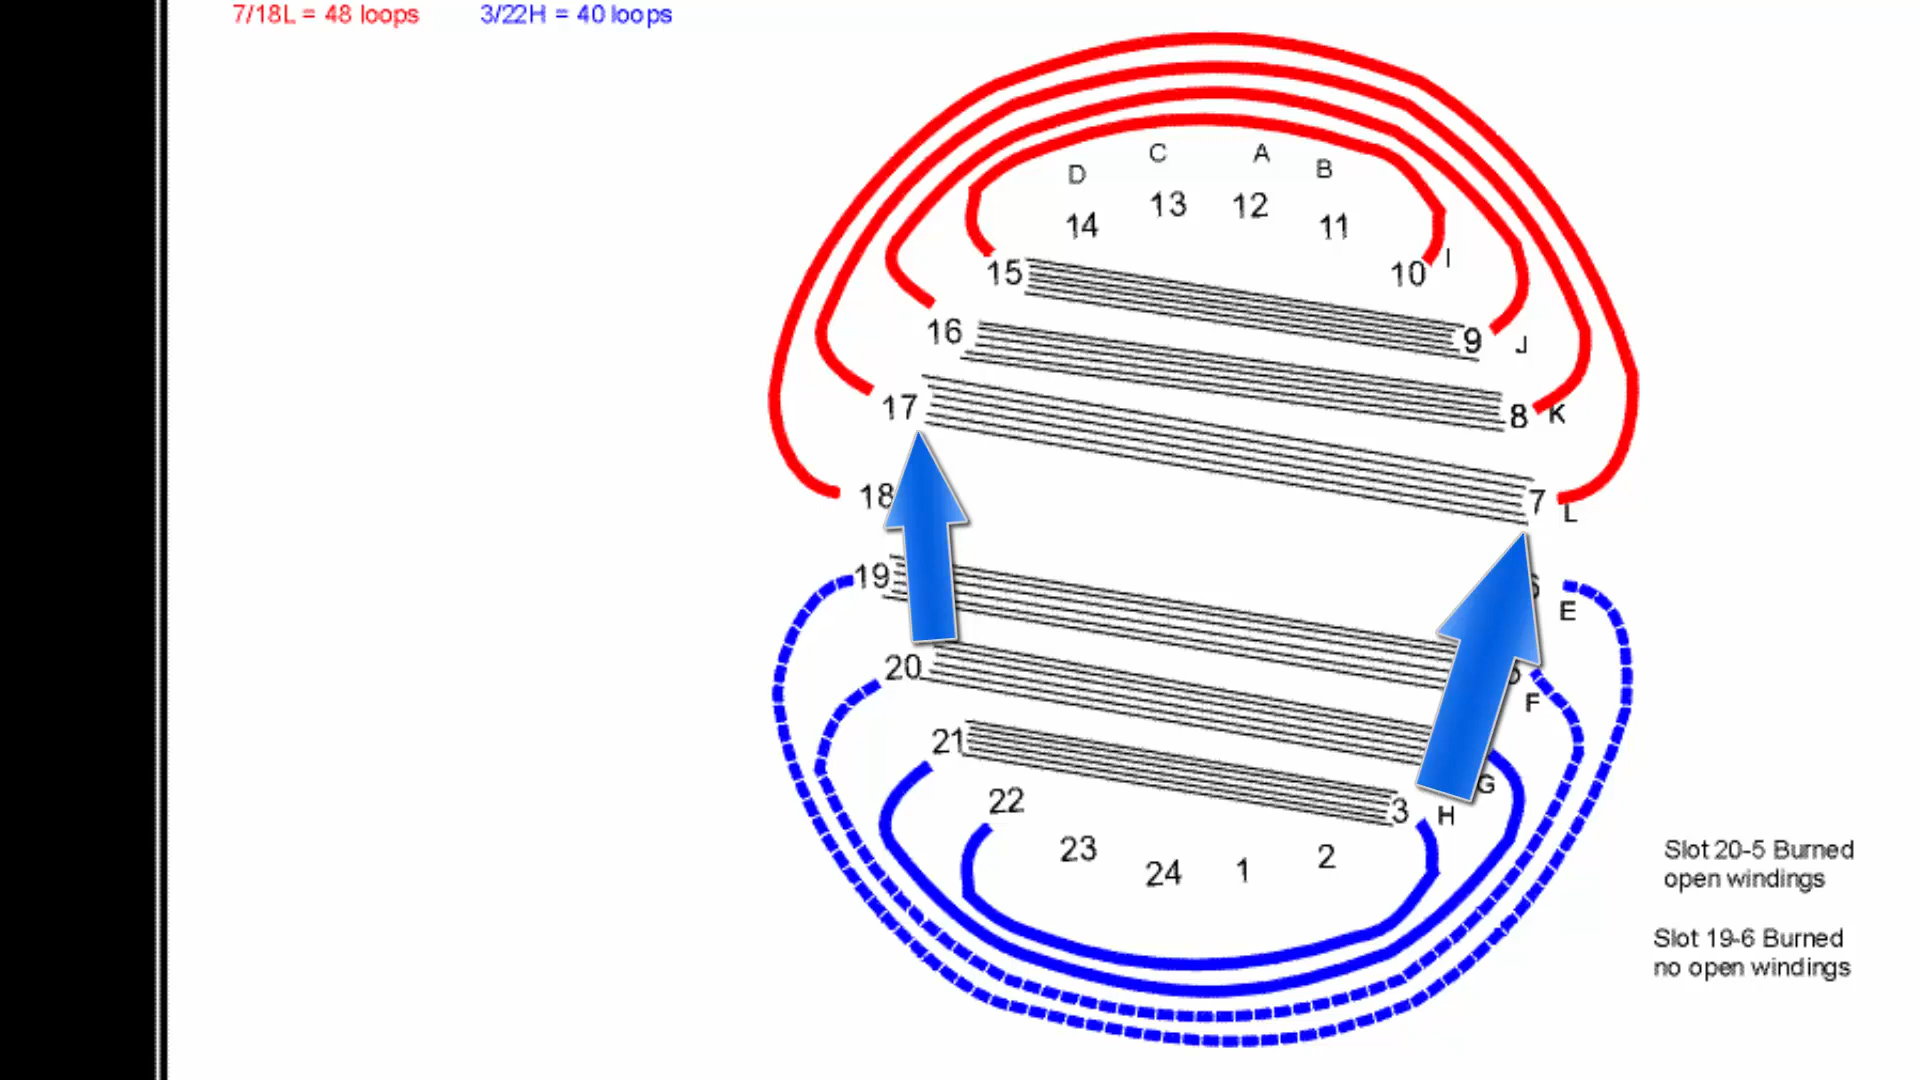 7/18L = 48 loops 3/22H = 40 loops
C A
D B
13 12
14 11
I
15 10
16 9 J
17 8 K
18 7 L
19
E
20
F
21
G
22 3 H
23 2
24 1
Slot 20-5 Burned
open windings
Slot 19-6 Burned
no open windings